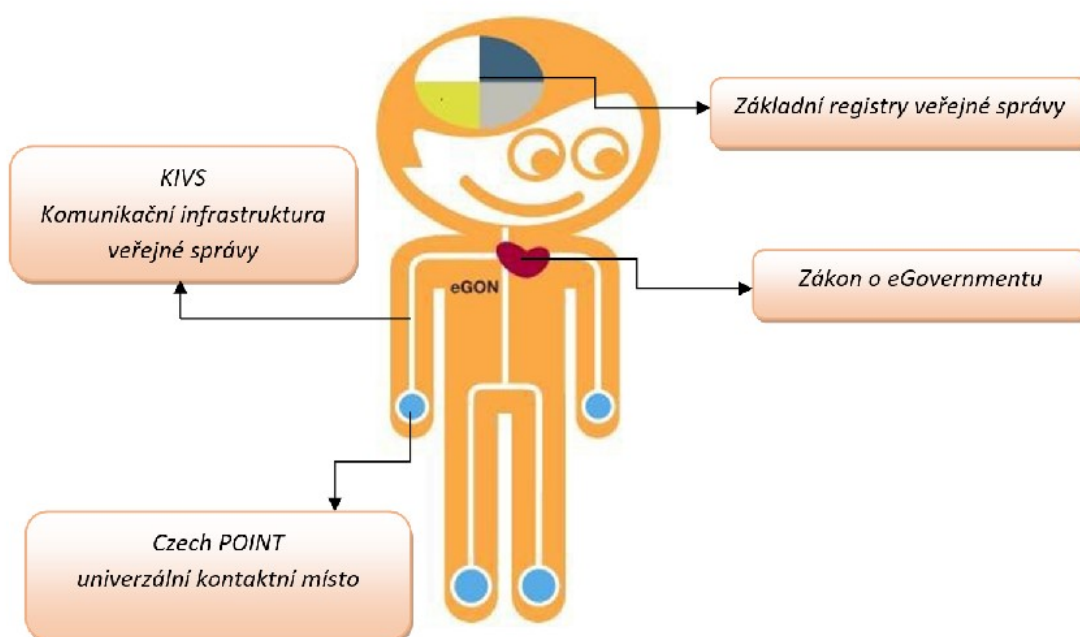 Základní registry veřejné správy
KIVS
Komunikační infrastruktura
veřejné správy
Zákon o eGovernmentu
eGON
Czech POINT
univerzální kontaktní místo